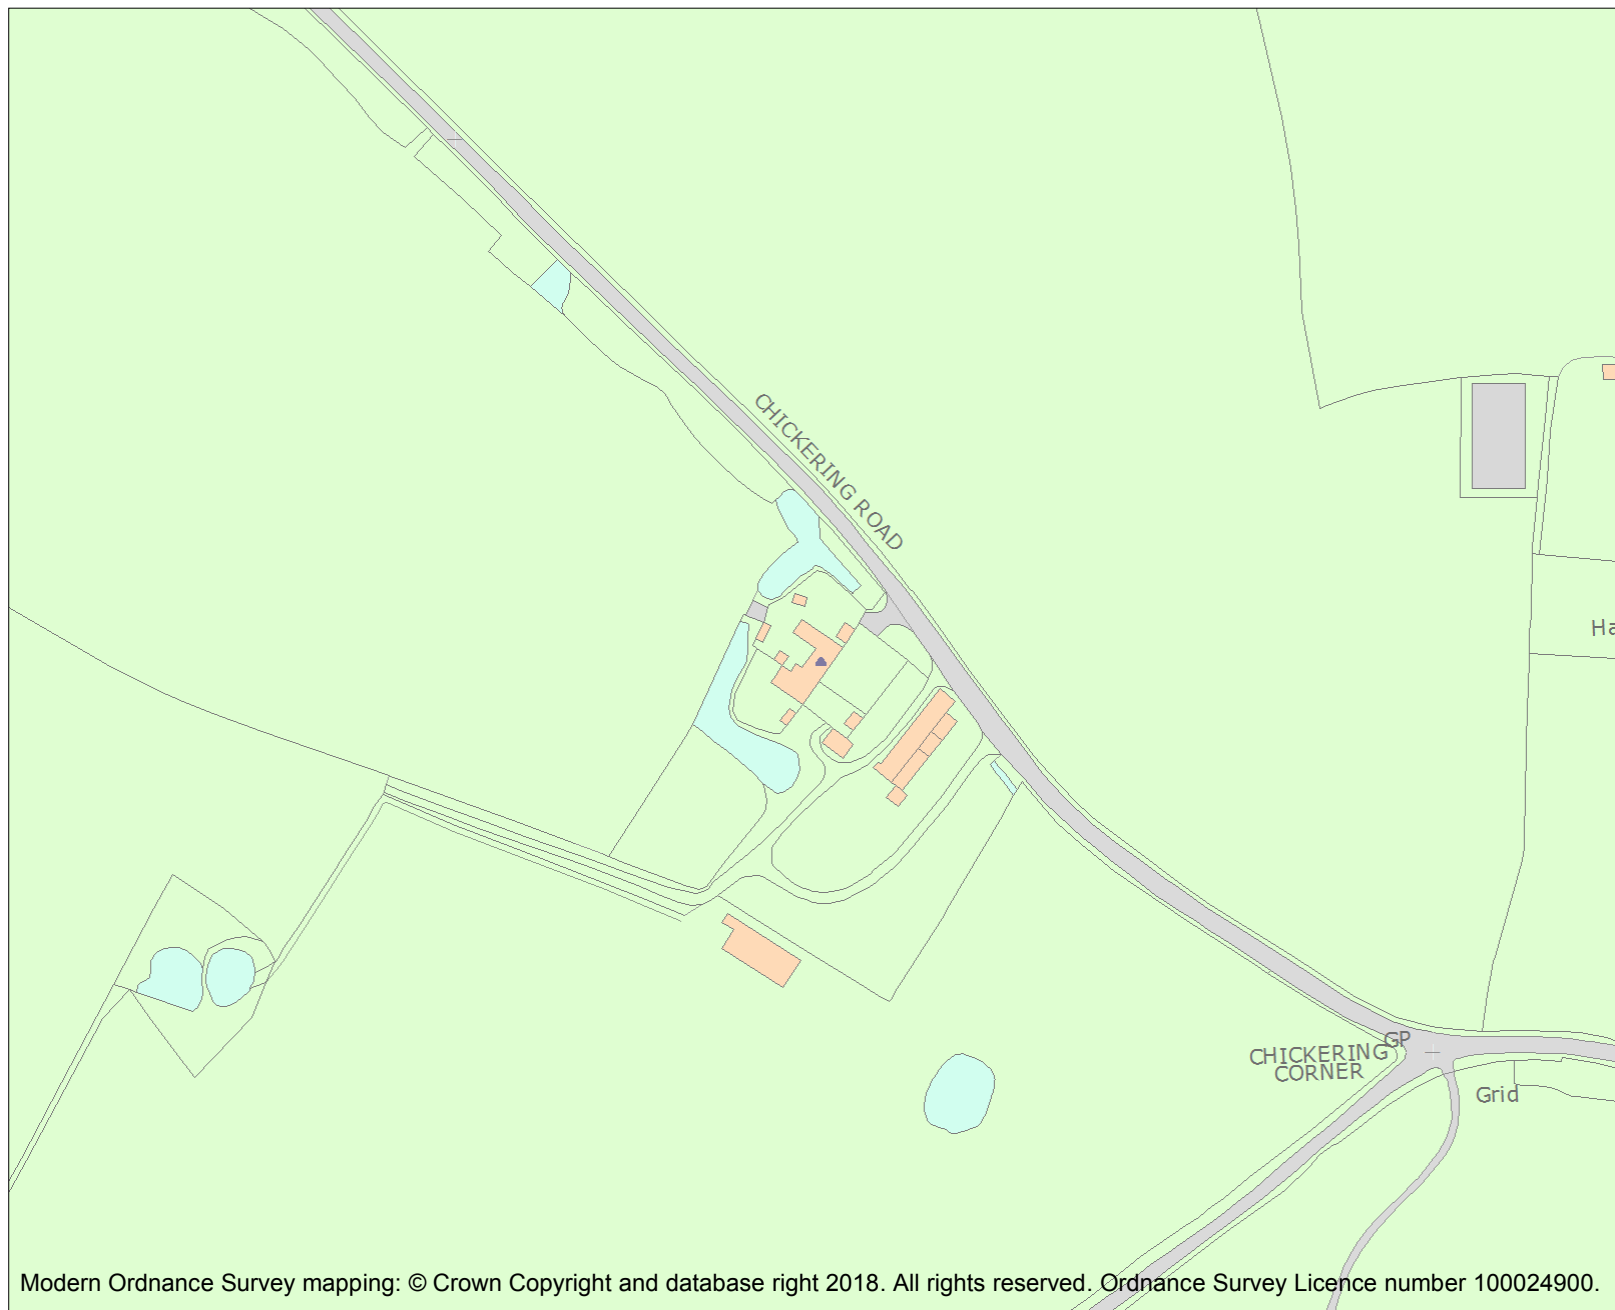 CHICKERING ROAD
Ha
GP
CHICKERING
CORNER
Grid
Modern Ordnance Survey mapping: © Crown Copyright and database right 2018. All rights reserved. Ordnance Survey Licence number 100024900.